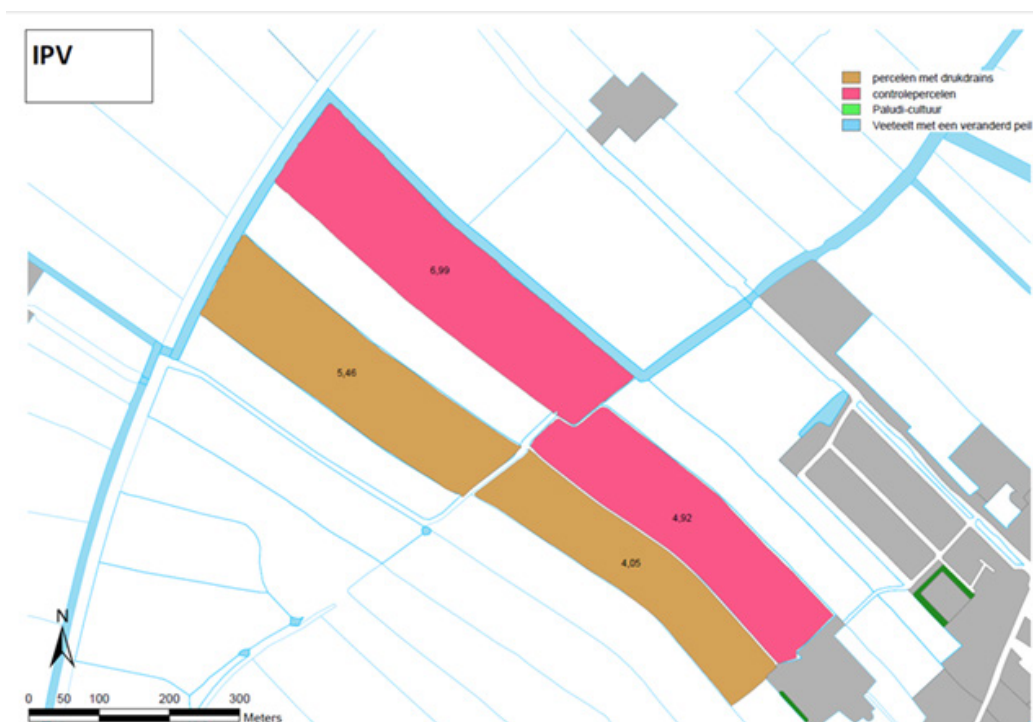 IPV
percelen met drukdrains
controlepercelen
Paludi-cultuur
Veeteelt met een veranderd peil
6,99
5,46
4,92
4,05
N
0 50 100 200 300
Meters